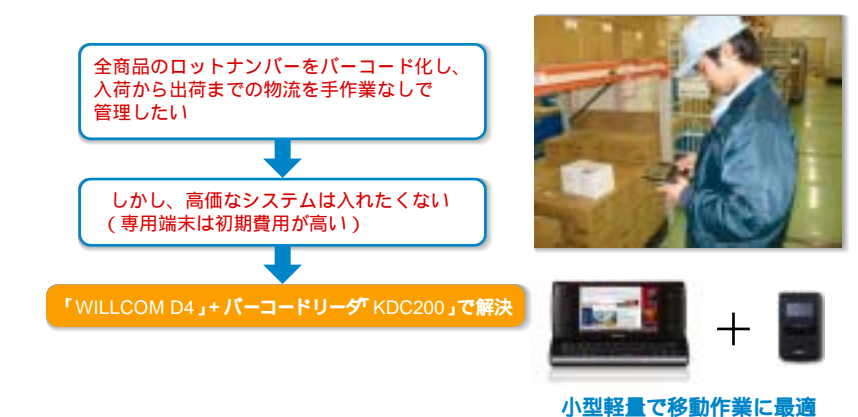 全商品のロットナンバーをバーコード化し、
入荷から出荷までの物流を手作業なしで
管理したい
しかし、高価なシステムは入れたくない
（専用端末は初期費用が高い）
「WILLCOM D4」+バーコードリーダ「KDC200」で解決
+
小型軽量で移動作業に最適